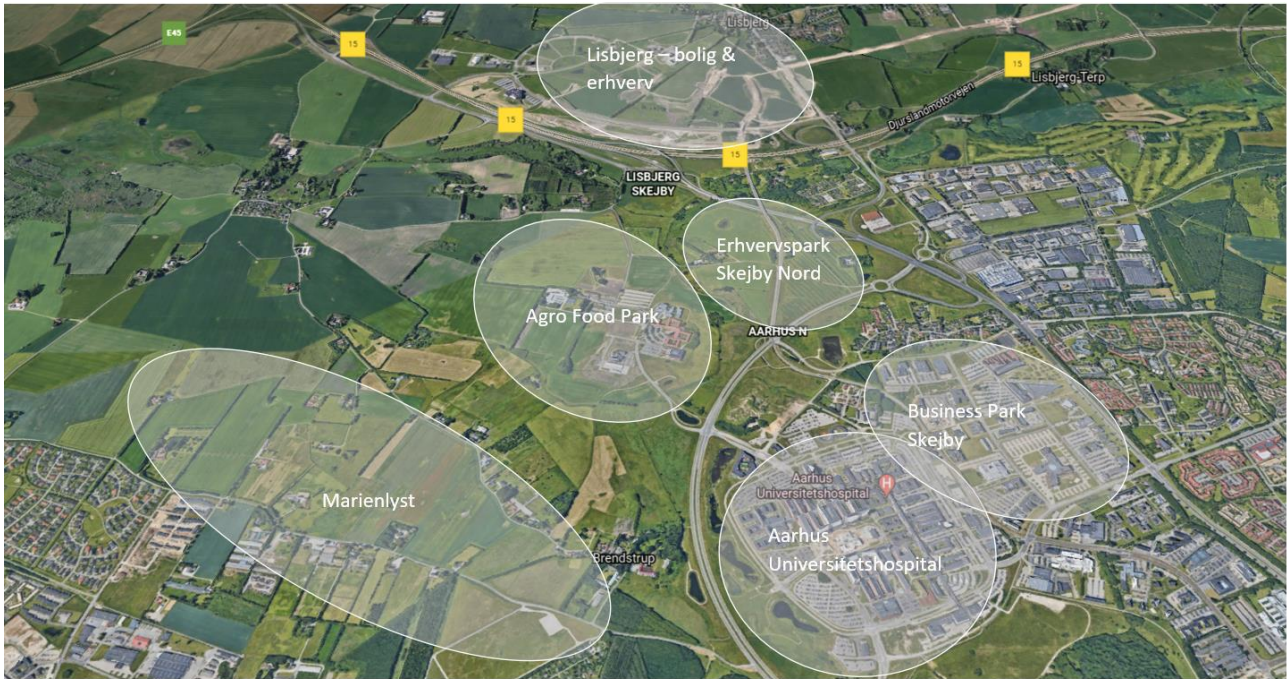 Lisbjerg
E45
15
15
Lisbjerg – bolig &
erhverv
15
Lisbjerg-Terp
15
Djurslandmotorvejen
15
LISBJERG
SKEJBY
Erhvervspark
Skejby Nord
Agro Food Park
AARHUS N
Business Park
Skejby
Aarhus
Universitetshospital
H
Marienlyst
Aarhus
Universitetshospital
Brendstrup